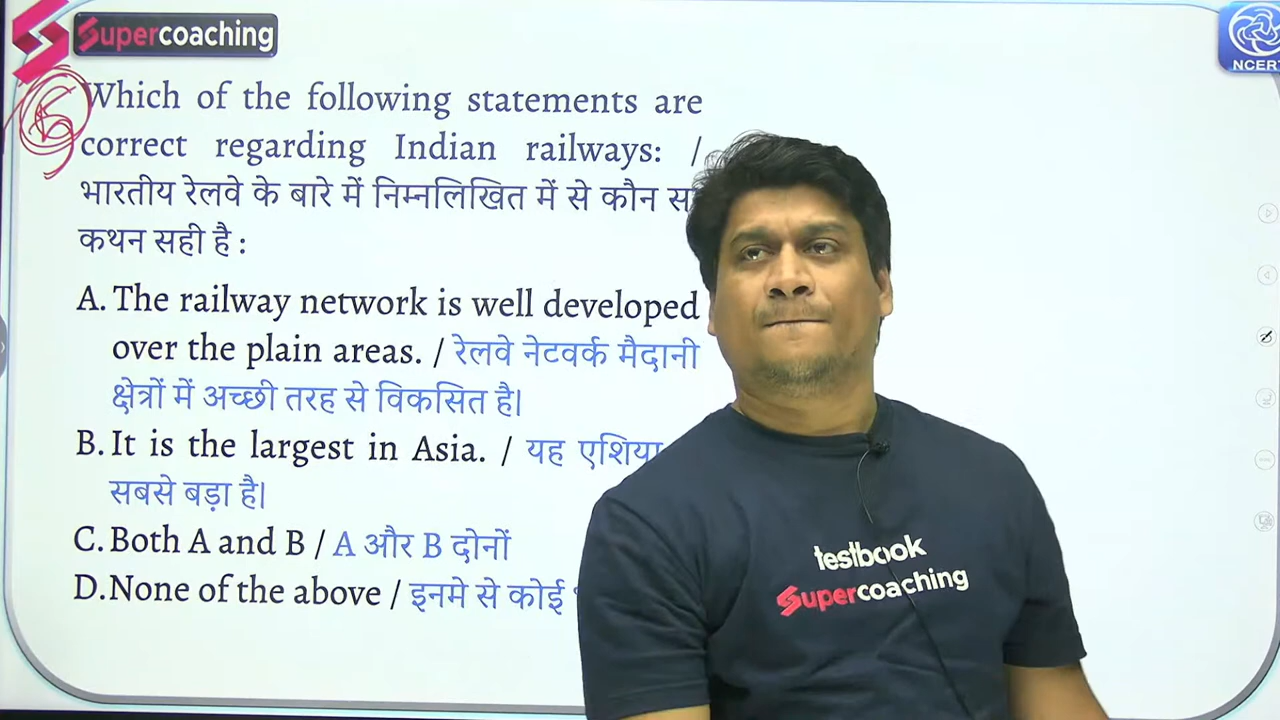 Supercoaching
NCERT
Which of the following statements are
correct regarding Indian railways: /
भारतीय रेलवे के बारे में निम्नलिखित में से कौन
कथन सही है :
A. The railway network is well developed
over the plain areas. / रेलवे नेटवर्क मैदानी
क्षेत्रों में अच्छी तरह से विकसित है।
B. It is the largest in Asia. / यह एशिया
सबसे बड़ा है।
C. Both A and B / A और B दोनों
D. None of the above / इनमे से कोई
testbook
Supercoaching